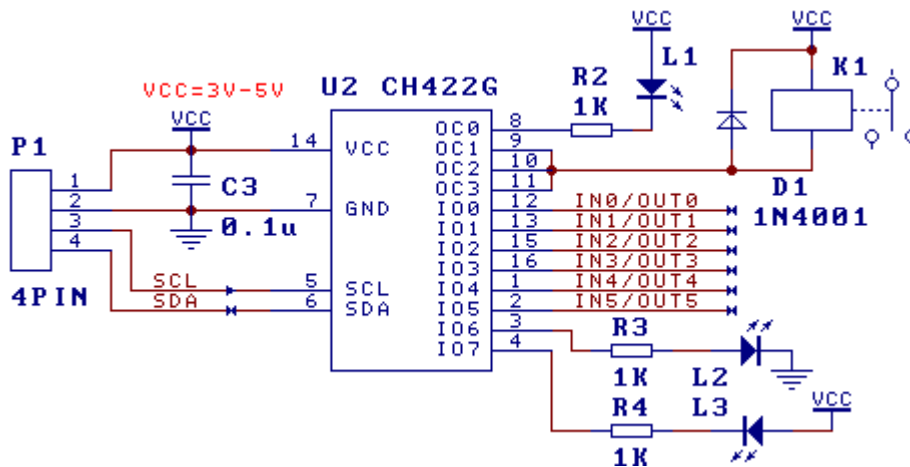 VCC VCC
L1
R2 K1
VCC=3V-5V U2 CH422G
1K
VCC
P1
14 VCC OC0 8
OC1 9
1 OC2 10
C3 OC3 11
2 7 GND IO0 12 IN0/OUT0 D1
3 0.1u IO1 13 IN1/OUT1 1N4001
4 IO2 15 IN2/OUT2
IO3 16 IN3/OUT3
SCL 5 SCL IO4 1 IN4/OUT4
4PIN SDA 6 SDA IO5 2 IN5/OUT5
IO6 3 R3
IO7 4
1K L2
R4 L3 VCC
1K